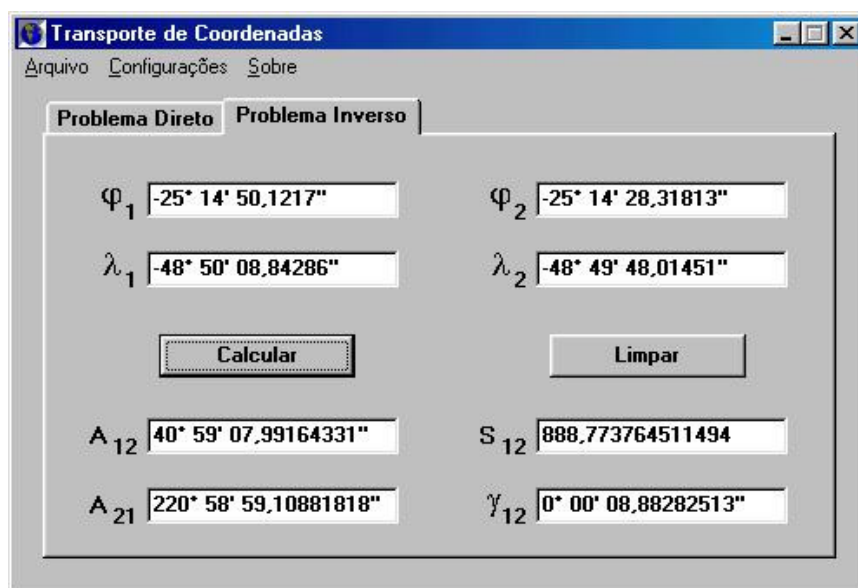 Transporte de Coordenadas
Arquivo Configurações Sobre
Problema Direto Problema Inverso
φ1 -25° 14' 50,1217" φ2 -25° 14' 28,31813"
λ1 -48° 50' 08,84286" λ2 -48° 49' 48,01451"
Calcular Limpar
A12 40° 59' 07,99164331" S12 888,773764511494
A21 220° 58' 59,10881818" γ12 0° 00' 08,88282513"